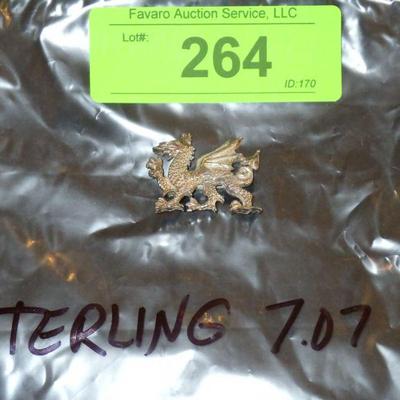 Favaro Auction Service, LLC
Lot#:
264
ID:170
TERLING 7.07